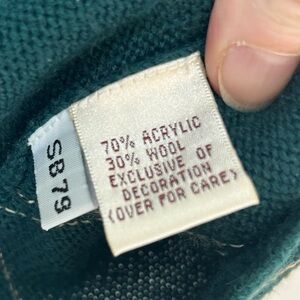 70% ACRYLIC
30% WOOL
EXCLUSIVE OF
DECORATION
(OVER FOR CARE)
SB79